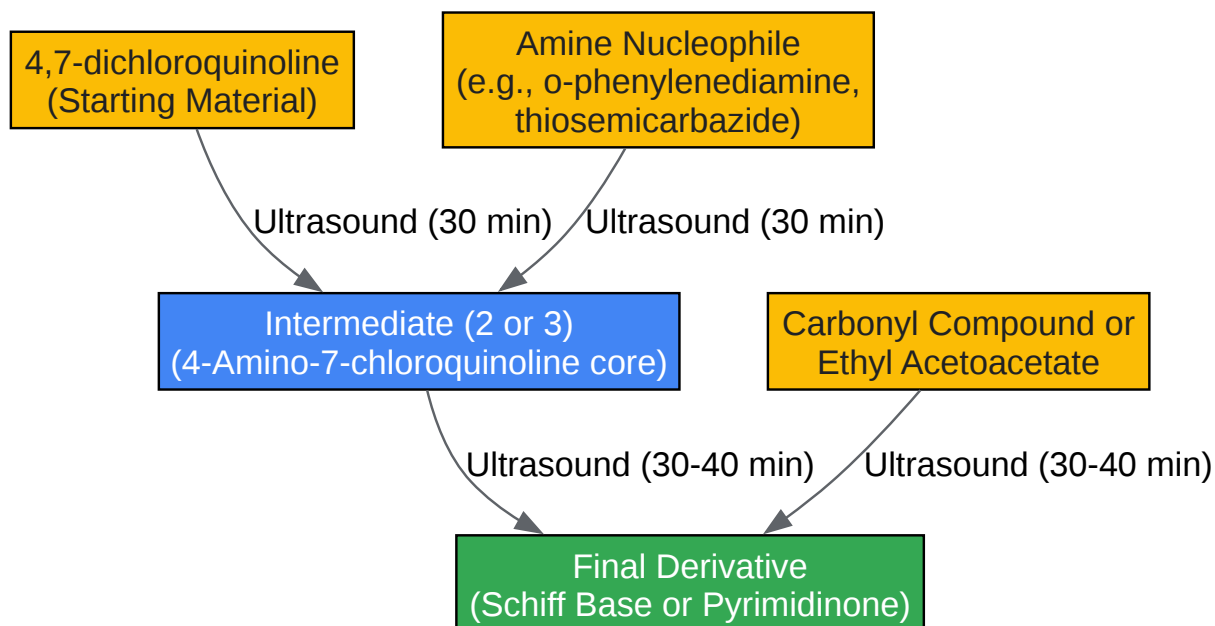 4,7-dichloroquinoline
(Starting Material)
Amine Nucleophile
(e.g., o-phenylenediamine,
thiosemicarbazide)
Ultrasound (30 min)
Ultrasound (30 min)
Intermediate (2 or 3)
(4-Amino-7-chloroquinoline core)
Carbonyl Compound or
Ethyl Acetoacetate
Ultrasound (30-40 min)
Ultrasound (30-40 min)
Final Derivative
(Schiff Base or Pyrimidinone)